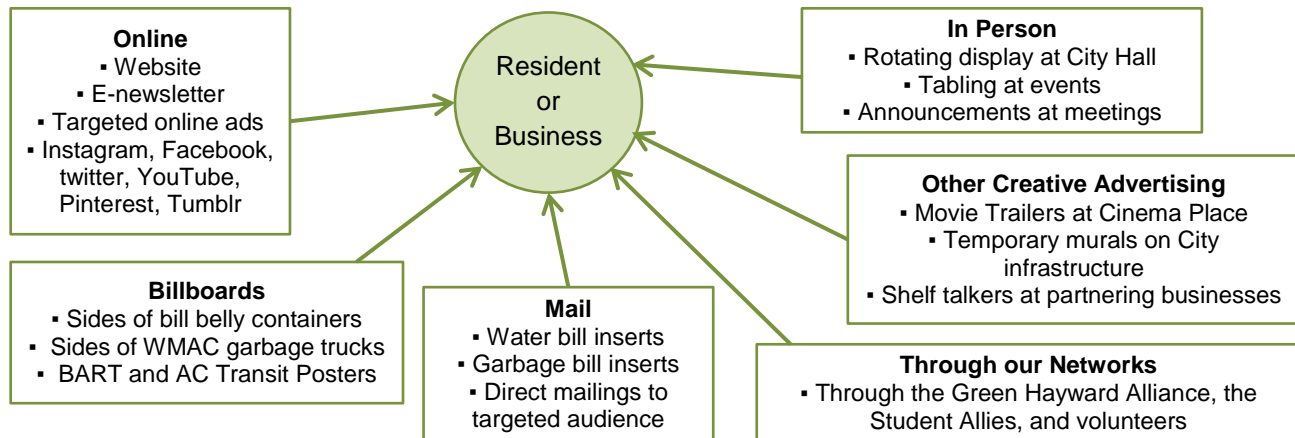 Online
▪ Website
▪ E-newsletter
▪ Targeted online ads
▪ Instagram, Facebook,
twitter, YouTube,
Pinterest, Tumblr
Resident
or
Business
In Person
▪ Rotating display at City Hall
▪ Tabling at events
▪ Announcements at meetings
Other Creative Advertising
▪ Movie Trailers at Cinema Place
▪ Temporary murals on City
infrastructure
▪ Shelf talkers at partnering businesses
Billboards
▪ Sides of bill belly containers
▪ Sides of WMAC garbage trucks
▪ BART and AC Transit Posters
Mail
▪ Water bill inserts
▪ Garbage bill inserts
▪ Direct mailings to
targeted audience
Through our Networks
▪ Through the Green Hayward Alliance, the
Student Allies, and volunteers